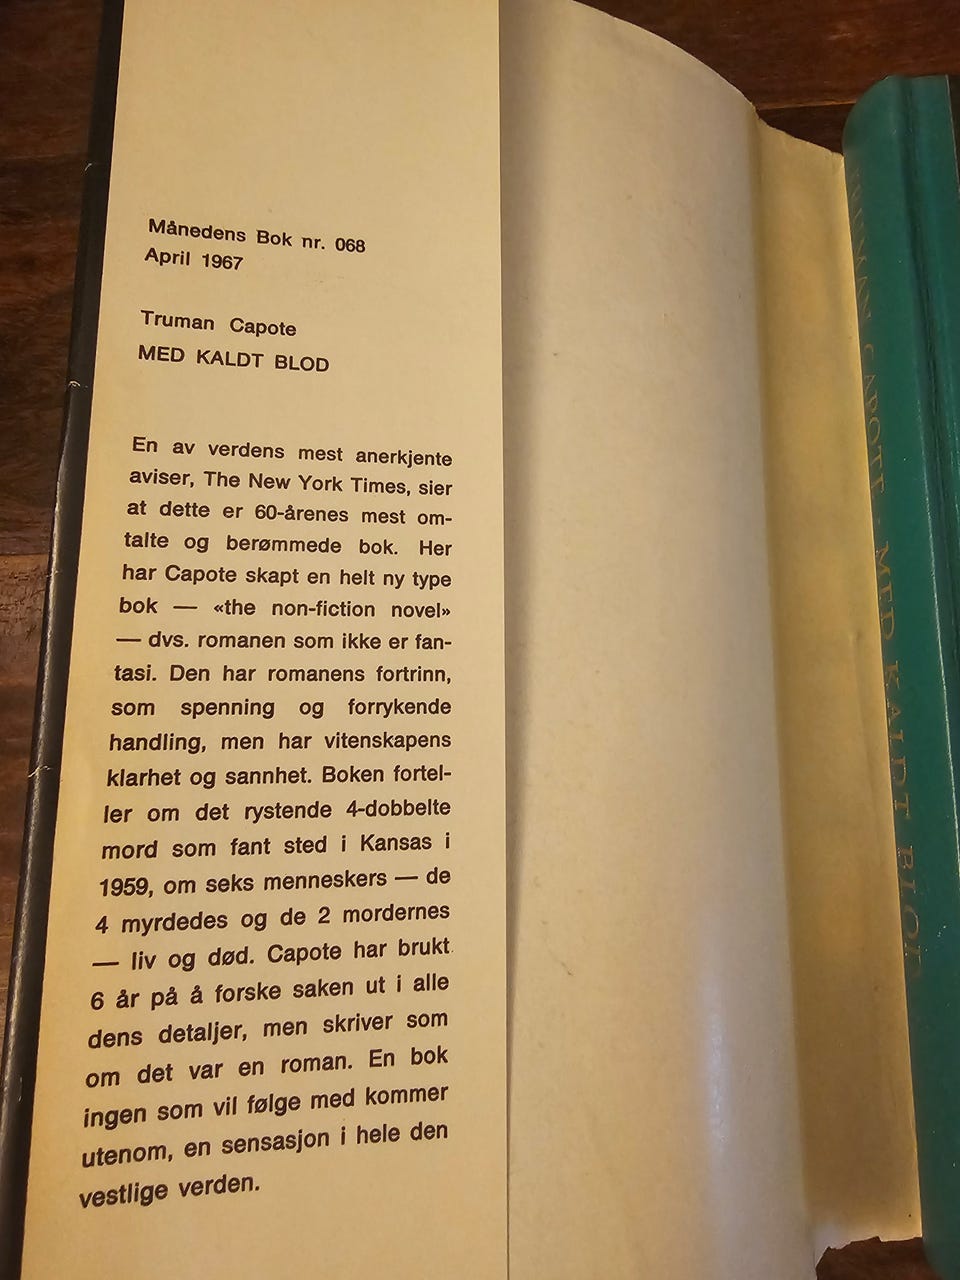 Månedens Bok nr. 068
April 1967
Truman Capote
MED KALDT BLOD
En av verdens mest anerkjente
aviser, The New York Times, sier
at dette er 60-årenes mest om-
talte og berømmede bok. Her
har Capote skapt en helt ny type
bok — «the non-fiction novel»
— dvs. romanen som ikke er fan-
tasi. Den har romanens fortrinn,
som spenning og forrykende
handling, men har vitenskapens
klarhet og sannhet. Boken fortel-
ler om det rystende 4-dobbelte
mord som fant sted i Kansas i
1959, om seks menneskers — de
4 myrdedes og de 2 mordernes
— liv og død. Capote har brukt
6 år på å forske saken ut i alle
dens detaljer, men skriver som
om det var en roman. En bok
ingen som vil følge med kommer
utenom, en sensasjon i hele den
vestlige verden.
TRUMAN CAPOTE · MED KALDT BLOD